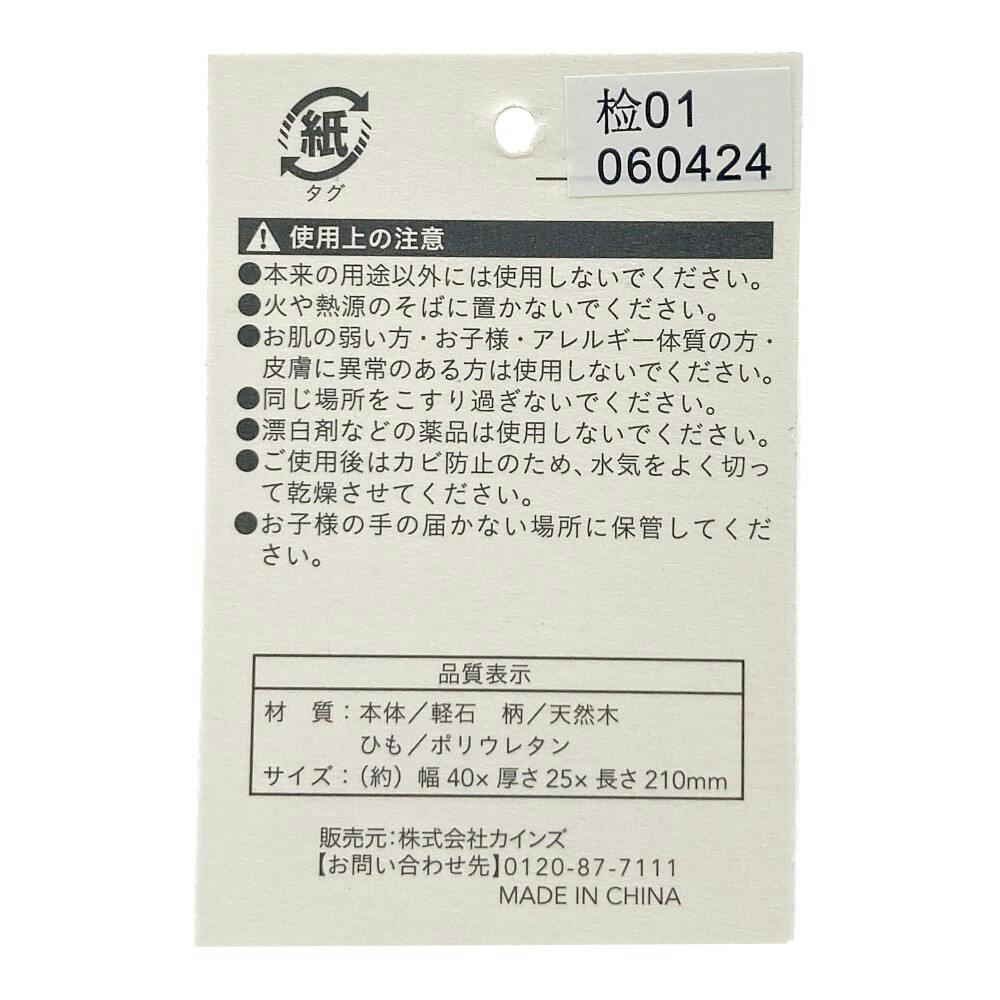 紙
タグ
检01
060424
使用上の注意
●本来の用途以外には使用しないでください。
●火や熱源のそばに置かないでください。
●お肌の弱い方・お子様・アレルギー体質の方・
皮膚に異常のある方は使用しないでください。
●同じ場所をこすり過ぎないでください。
●漂白剤などの薬品は使用しないでください。
●ご使用後はカビ防止のため、水気をよく切っ
て乾燥させてください。
●お子様の手の届かない場所に保管してくだ
さい。
品質表示
材 質：本体／軽石 柄／天然木
ひも／ポリウレタン
サイズ：（約）幅40×厚さ25×長さ210mm
販売元：株式会社カインズ
【お問い合わせ先】0120-87-7111
MADE IN CHINA